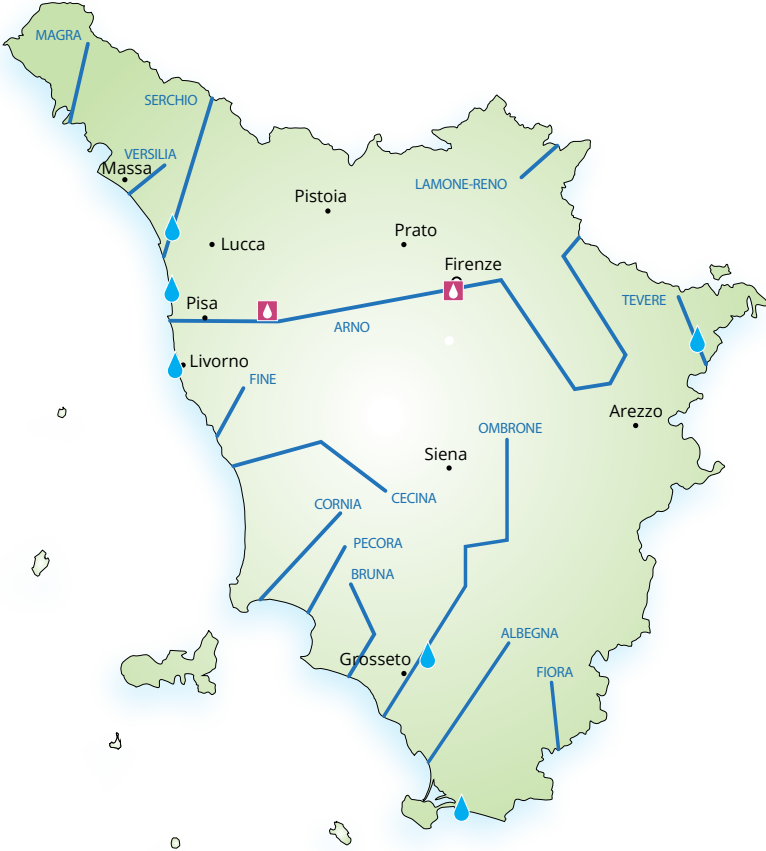 MAGRA
SERCHIO
VERSILIA
Massa
LAMONE-RENO
Pistoia
Prato
Lucca
Firenze
TEVERE
Pisa
ARNO
Livorno
FINE
Arezzo
OMBRONE
Siena
CECINA
CORNIA
PECORA
BRUNA
ALBEGNA
Grosseto
FIORA